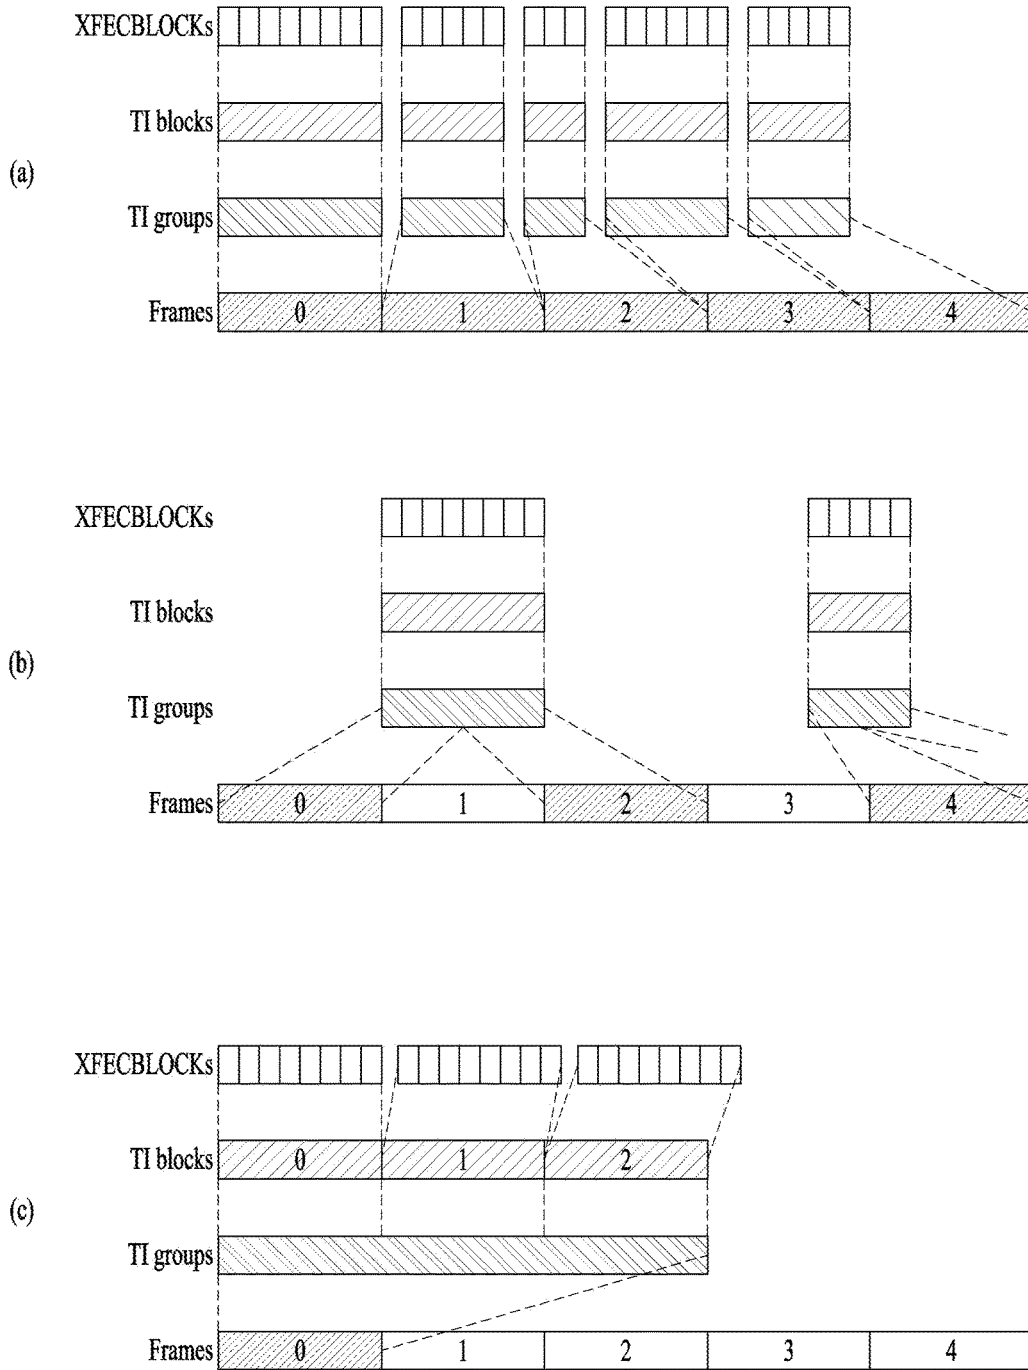 XFECBLOCKs
TI blocks
(a)
TI groups
Frames 0 1 2 3 4
XFECBLOCKs
TI blocks
(b)
TI groups
Frames 0 1 2 3 4
XFECBLOCKs
TI blocks 0 1 2
(c)
TI groups
Frames 0 1 2 3 4